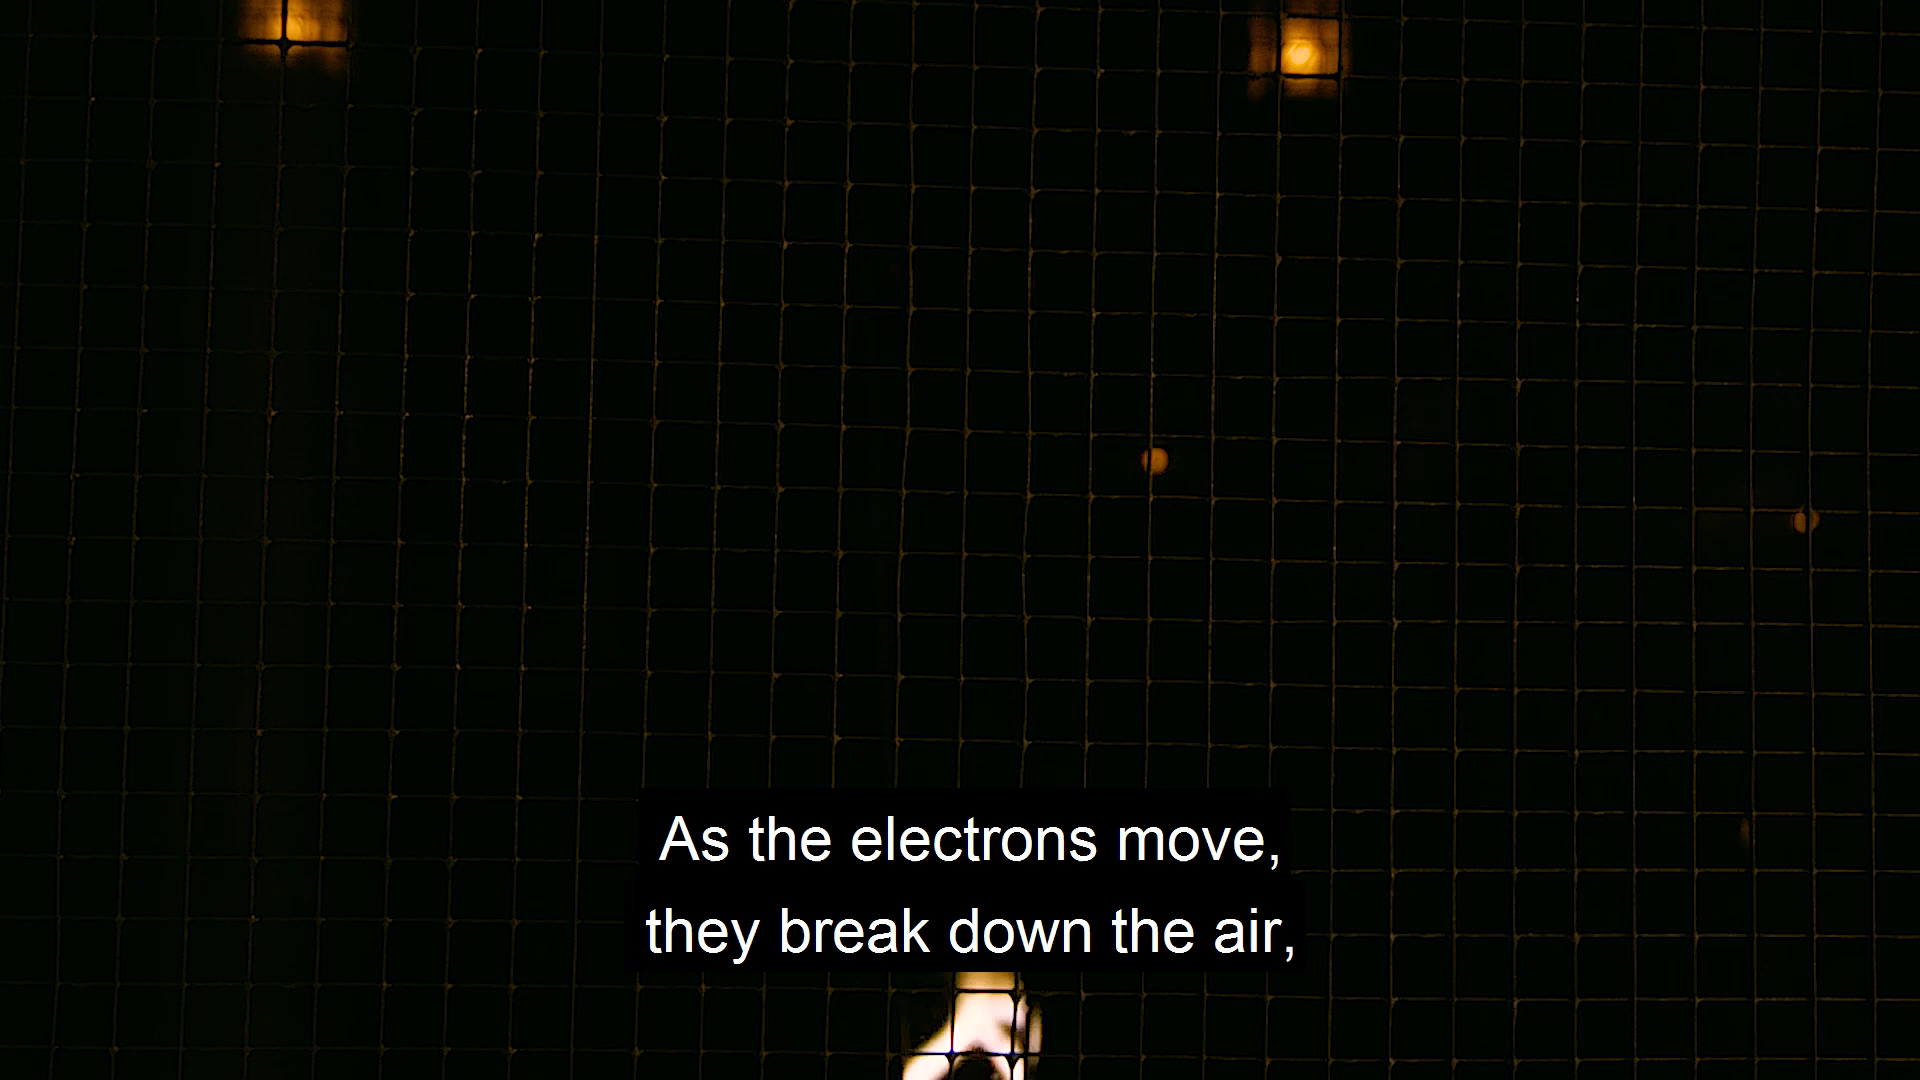 As the electrons move,
they break down the air,